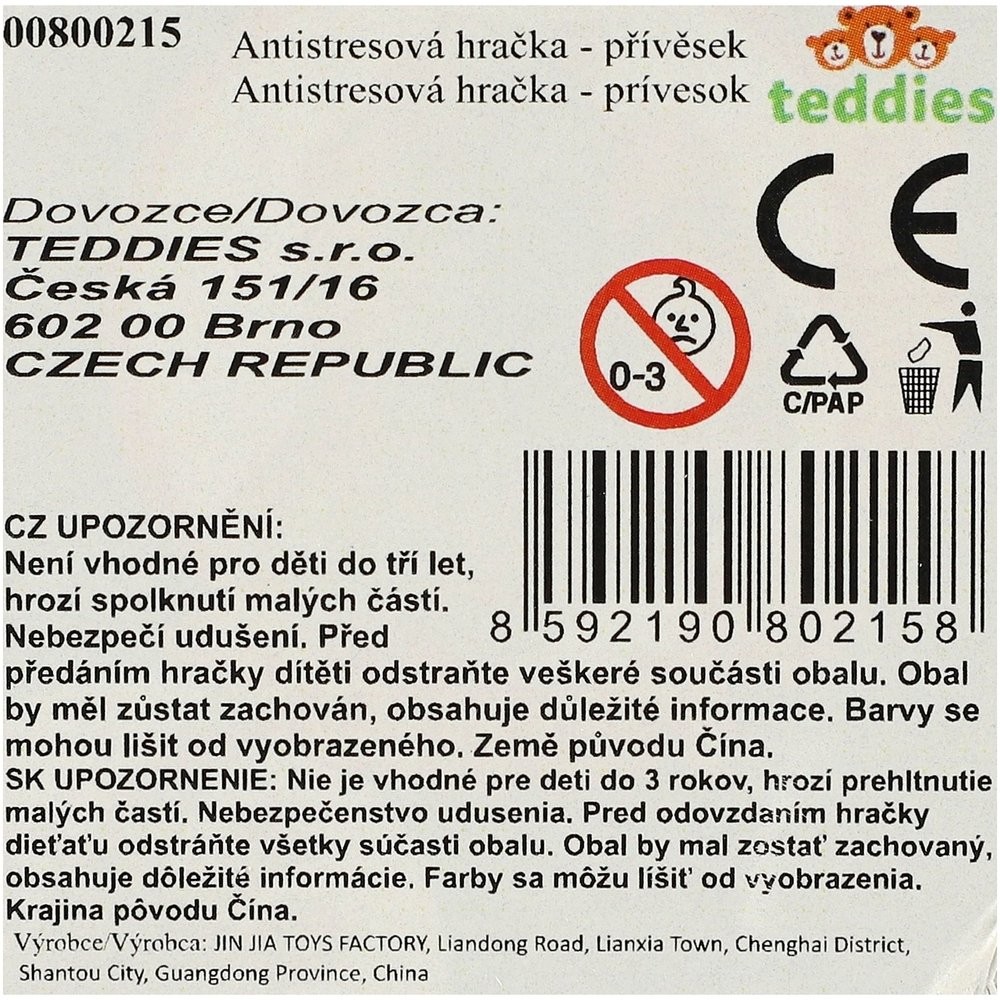 00800215
Antistresová hračka - přívěsek
Antistresová hračka - prívesok
teddies
Dovozce/Dovozca:
TEDDIES s.r.o.
Česká 151/16
602 00 Brno
CZECH REPUBLIC
CE
0-3
C/PAP
8 592190 802158
CZ UPOZORNĚNÍ:
Není vhodné pro děti do tří let,
hrozí spolknutí malých částí.
Nebezpečí udušení. Před
předáním hračky dítěti odstraňte veškeré součásti obalu. Obal
by měl zůstat zachován, obsahuje důležité informace. Barvy se
mohou lišit od vyobrazeného. Země původu Čína.
SK UPOZORNENIE: Nie je vhodné pre deti do 3 rokov, hrozí prehltnutie
malých častí. Nebezpečenstvo udusenia. Pred odovzdaním hračky
dieťaťu odstráňte všetky súčasti obalu. Obal by mal zostať zachovaný,
obsahuje dôležité informácie. Farby sa môžu líšiť od vyobrazenia.
Krajina pôvodu Čína.
Výrobce/Výrobca: JIN JIA TOYS FACTORY, Liandong Road, Lianxia Town, Chenghai District,
Shantou City, Guangdong Province, China